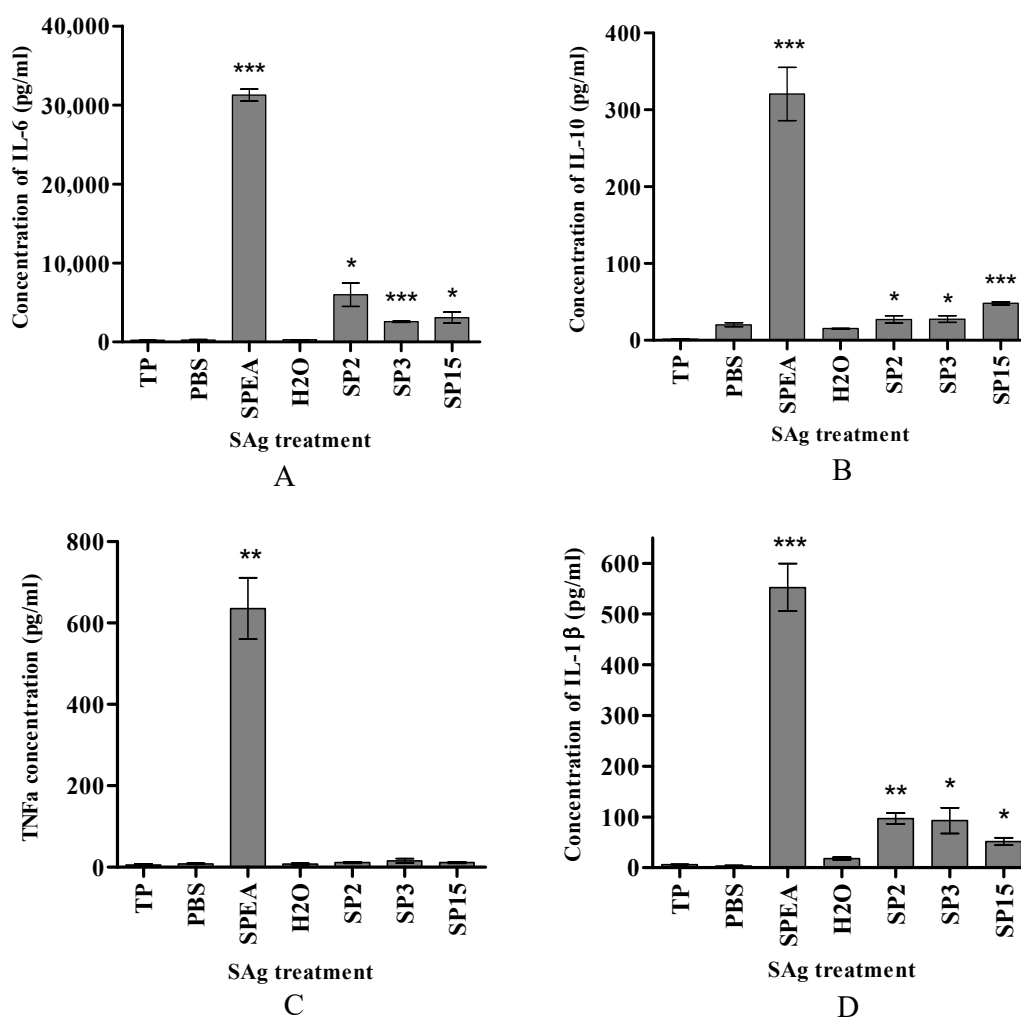 Concentration of IL-6 (pg/ml)
40,000
30,000
20,000
10,000
0
***
*
***
*
TP
PBS
SPEA
H2O
SP2
SP3
SP15
SAg treatment
A
Concentration of IL-10 (pg/ml)
400
300
200
100
0
***
*
*
***
TP
PBS
SPEA
H2O
SP2
SP3
SP15
SAg treatment
B
TNFa concentration (pg/ml)
800
600
400
200
0
**
TP
PBS
SPEA
H2O
SP2
SP3
SP15
SAg treatment
C
Concentration of IL-1 β (pg/ml)
600
500
400
300
200
100
0
***
**
*
*
TP
PBS
SPEA
H2O
SP2
SP3
SP15
SAg treatment
D